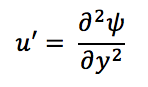 u′ = ∂²ψ / ∂y²